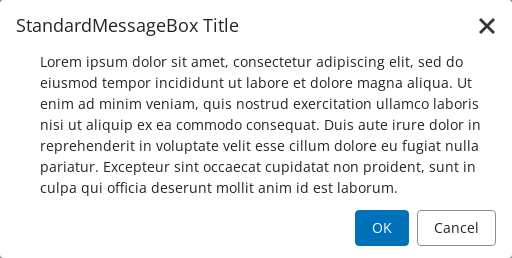 StandardMessageBox Title
Lorem ipsum dolor sit amet, consectetur adipiscing elit, sed do
eiusmod tempor incididunt ut labore et dolore magna aliqua. Ut
enim ad minim veniam, quis nostrud exercitation ullamco laboris
nisi ut aliquip ex ea commodo consequat. Duis aute irure dolor in
reprehenderit in voluptate velit esse cillum dolore eu fugiat nulla
pariatur. Excepteur sint occaecat cupidatat non proident, sunt in
culpa qui officia deserunt mollit anim id est laborum.
OK Cancel